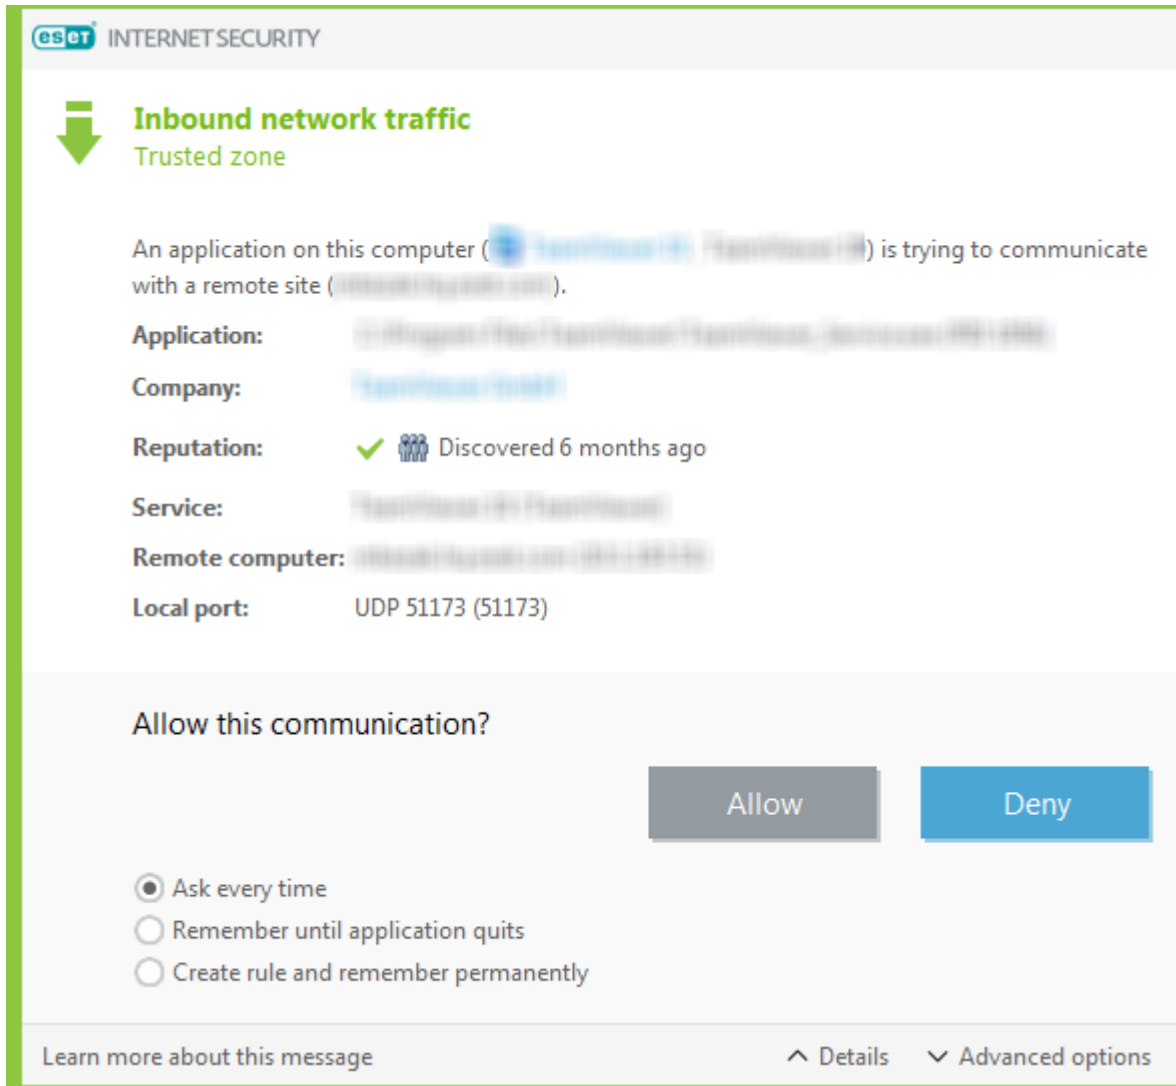 eset INTERNET SECURITY
Inbound network traffic
Trusted zone
An application on this computer ( ) is trying to communicate
with a remote site ( ).
Application:
Company:
Reputation: Discovered 6 months ago
Service:
Remote computer:
Local port: UDP 51173 (51173)
Allow this communication?
Allow Deny
Ask every time
Remember until application quits
Create rule and remember permanently
Learn more about this message Details Advanced options